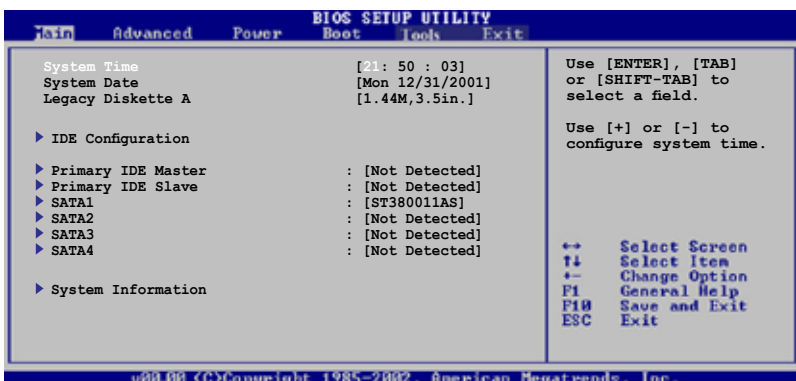 BIOS SETUP UTILITY
Main Advanced Power Boot Tools Exit
System Time [21: 50 : 03]
System Date [Mon 12/31/2001]
Legacy Diskette A [1.44M,3.5in.]
IDE Configuration
Primary IDE Master : [Not Detected]
Primary IDE Slave : [Not Detected]
SATA1 : [ST380011AS]
SATA2 : [Not Detected]
SATA3 : [Not Detected]
SATA4 : [Not Detected]
System Information
Use [ENTER], [TAB]
or [SHIFT-TAB] to
select a field.
Use [+] or [-] to
configure system time.
↔ Select Screen
↑↓ Select Item
+- Change Option
F1 General Help
F10 Save and Exit
ESC Exit
v00.00 (C)Copyright 1985-2002, American Megatrends, Inc.